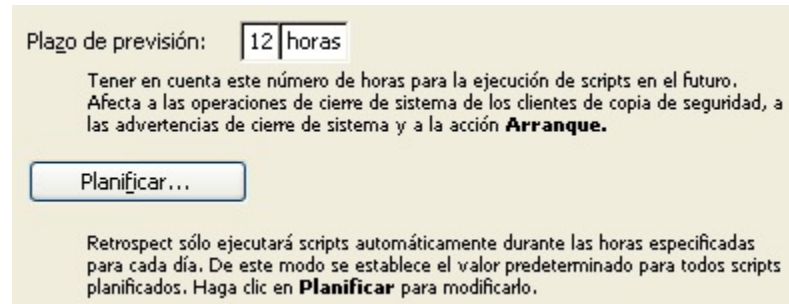 Plazo de previsión: 12 horas
Tener en cuenta este número de horas para la ejecución de scripts en el futuro.
Afecta a las operaciones de cierre de sistema de los clientes de copia de seguridad, a
las advertencias de cierre de sistema y a la acción Arranque.
Planificar...
Retrospect sólo ejecutará scripts automáticamente durante las horas especificadas
para cada día. De este modo se establece el valor predeterminado para todos scripts
planificados. Haga clic en Planificar para modificarlo.